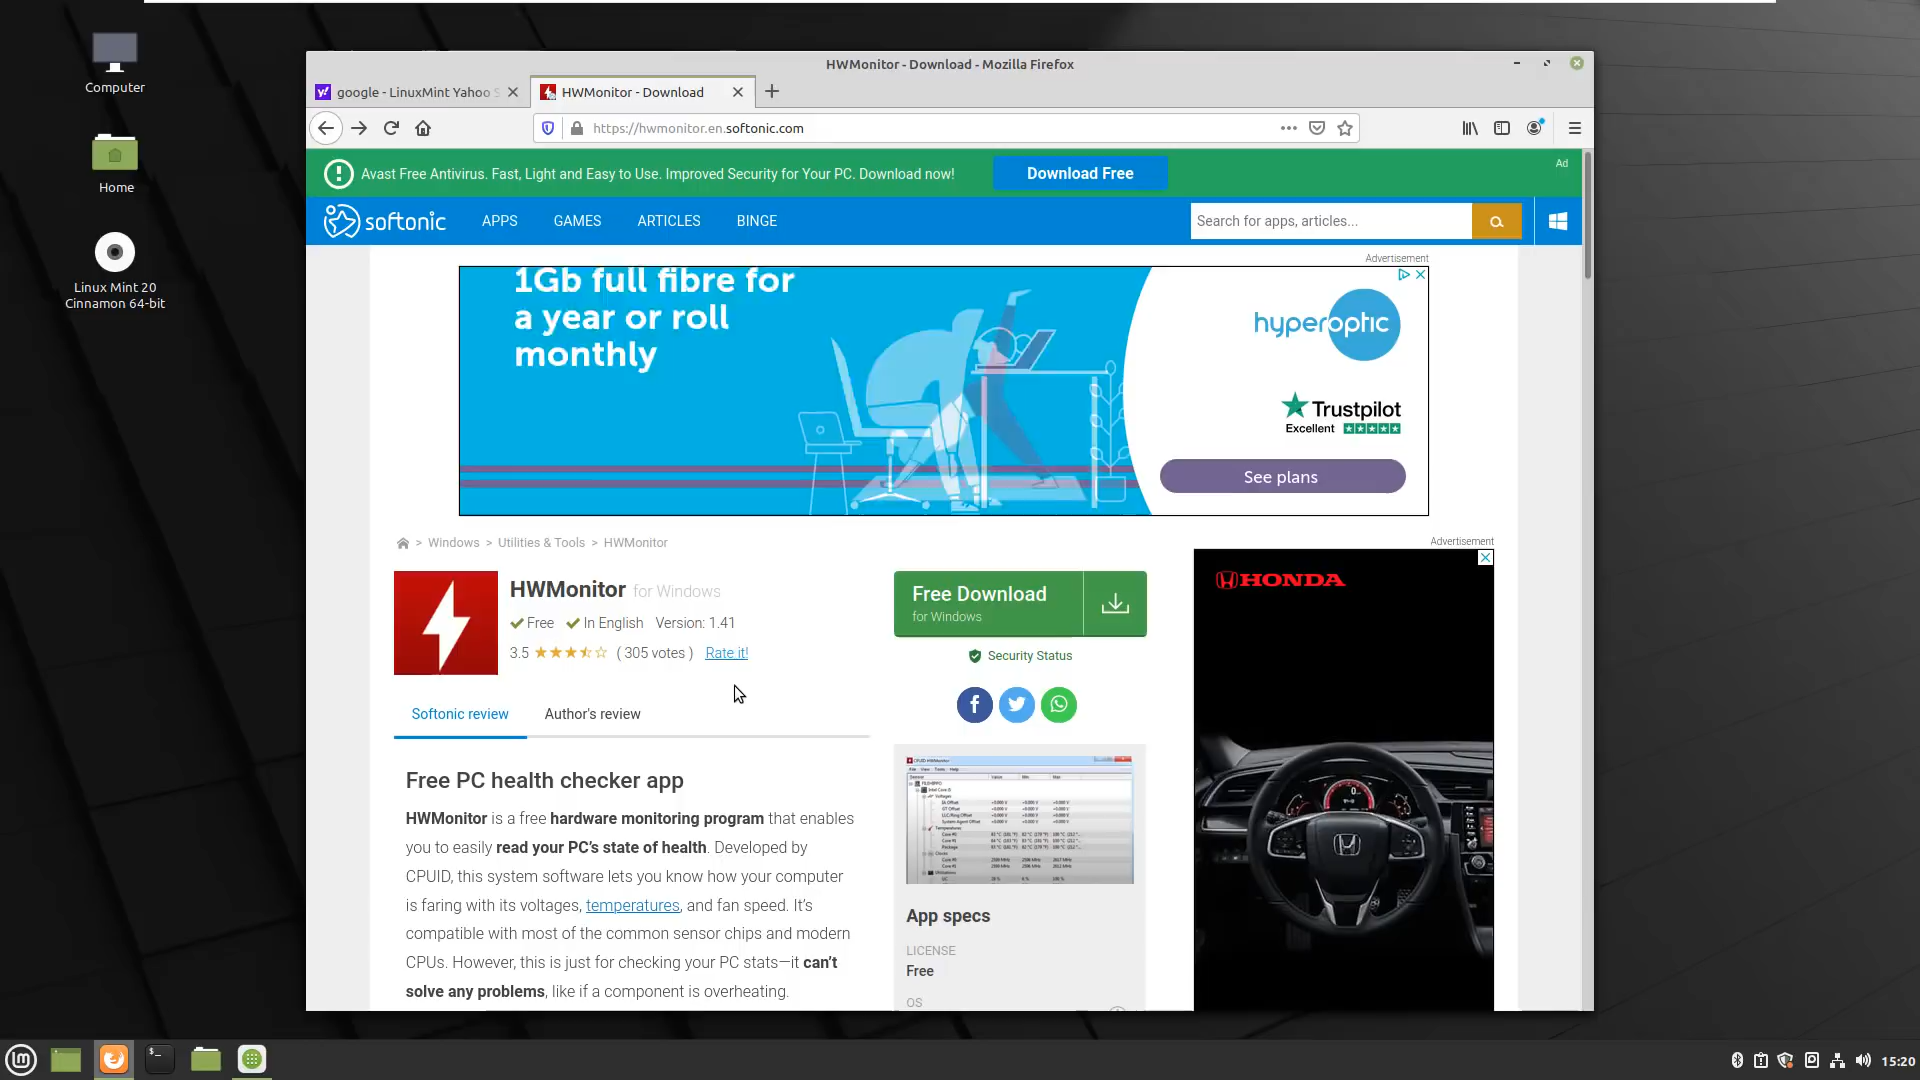 Computer
Home
Linux Mint 20
Cinnamon 64-bit
HWMonitor - Download - Mozilla Firefox
google - LinuxMint Yahoo S
HWMonitor - Download
https://hwmonitor.en.softonic.com
Avast Free Antivirus. Fast, Light and Easy to Use. Improved Security for Your PC. Download now!
Download Free
Ad
softonic
APPS
GAMES
ARTICLES
BINGE
Search for apps, articles...
Advertisement
1Gb full fibre for
a year or roll
monthly
hyperoptic
Trustpilot
Excellent
See plans
Windows > Utilities & Tools > HWMonitor
Advertisement
HONDA
HWMonitor for Windows
Free In English Version: 1.41
3.5 ( 305 votes ) Rate it!
Free Download
for Windows
Security Status
Softonic review
Author's review
Free PC health checker app
HWMonitor is a free hardware monitoring program that enables
you to easily read your PC's state of health. Developed by
CPUID, this system software lets you know how your computer
is faring with its voltages, temperatures, and fan speed. It's
compatible with most of the common sensor chips and modern
CPUs. However, this is just for checking your PC stats—it can't
solve any problems, like if a component is overheating.
App specs
LICENSE
Free
OS
15:20